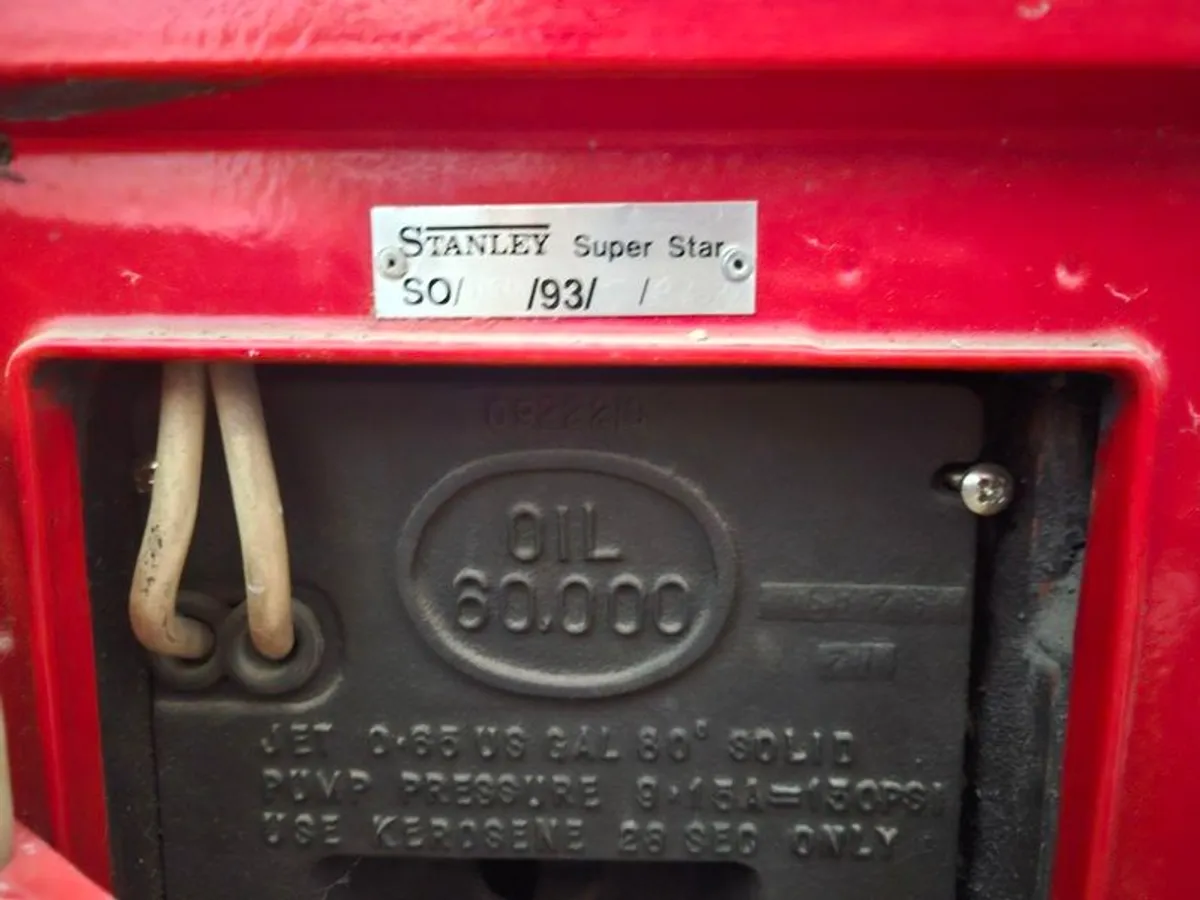 STANLEY Super Star
SO/ /93/ /
OIL
60,000
JET 0·65 US GAL 80° SOLID
PUMP PRESSURE 9·15A=130PSI
USE KEROSENE 28 SEC ONLY